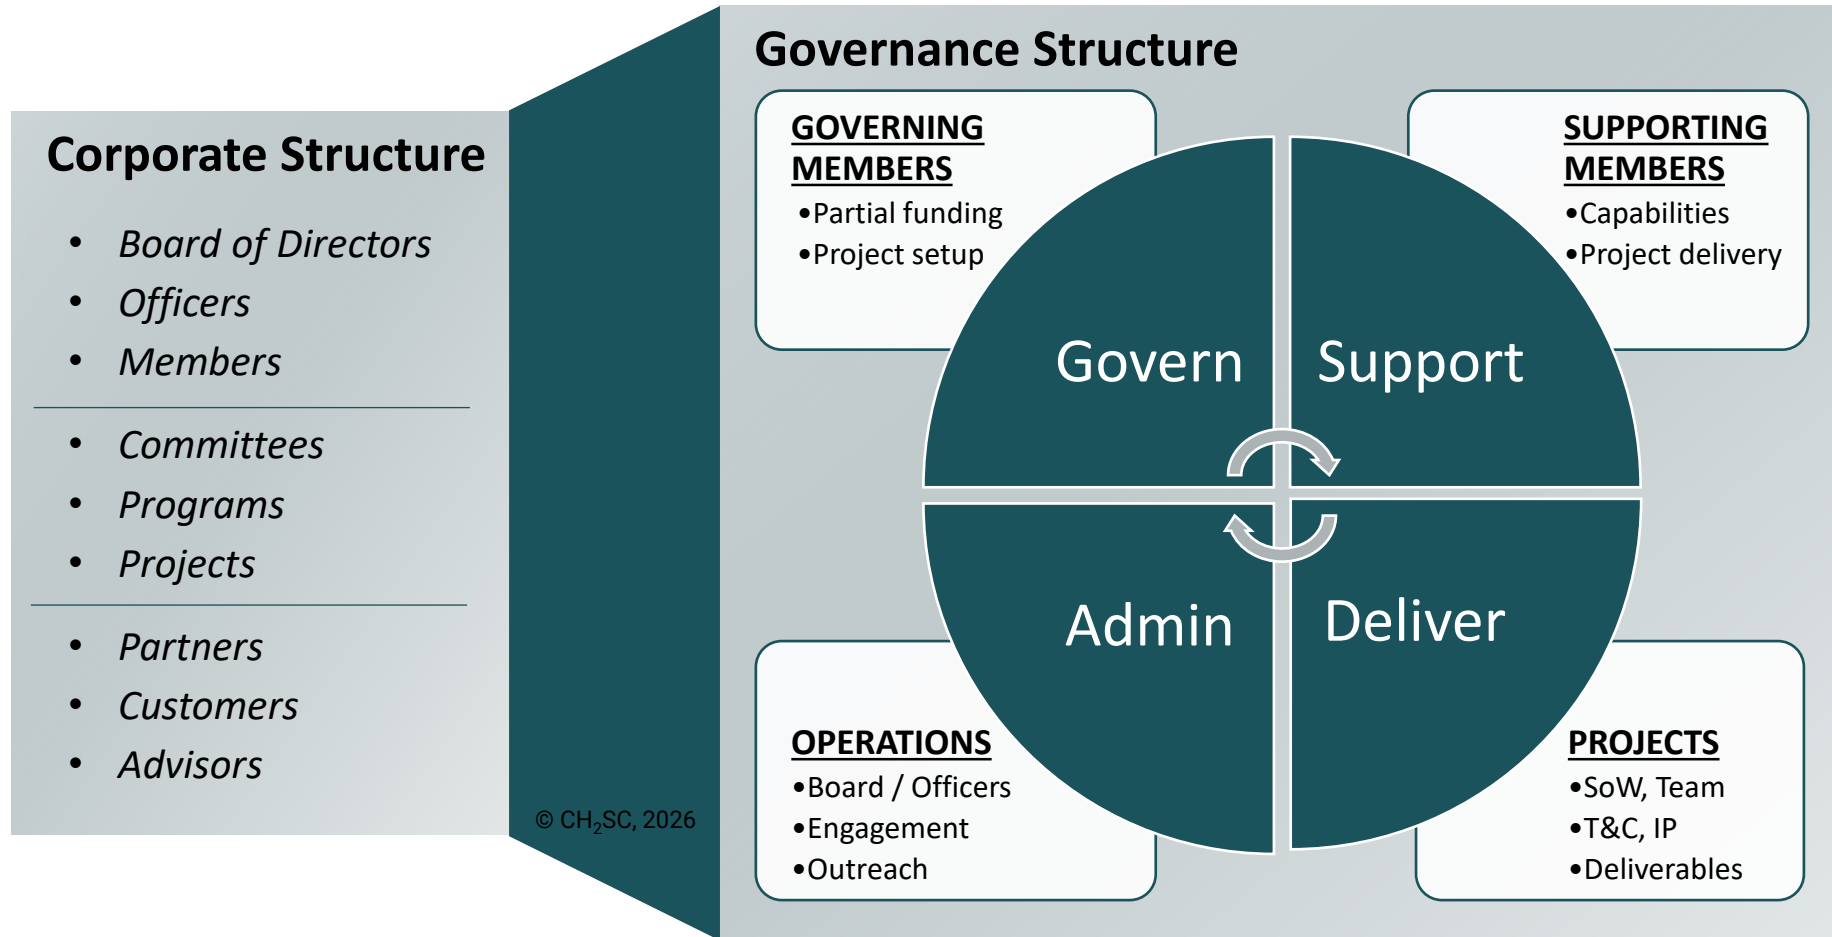 Corporate Structure
• Board of Directors
• Officers
• Members
• Committees
• Programs
• Projects
• Partners
• Customers
• Advisors
© CH₂SC, 2026
Governance Structure
GOVERNING
MEMBERS
•Partial funding
•Project setup
SUPPORTING
MEMBERS
•Capabilities
•Project delivery
Govern
Support
Admin
Deliver
OPERATIONS
•Board / Officers
•Engagement
•Outreach
PROJECTS
•SoW, Team
•T&C, IP
•Deliverables